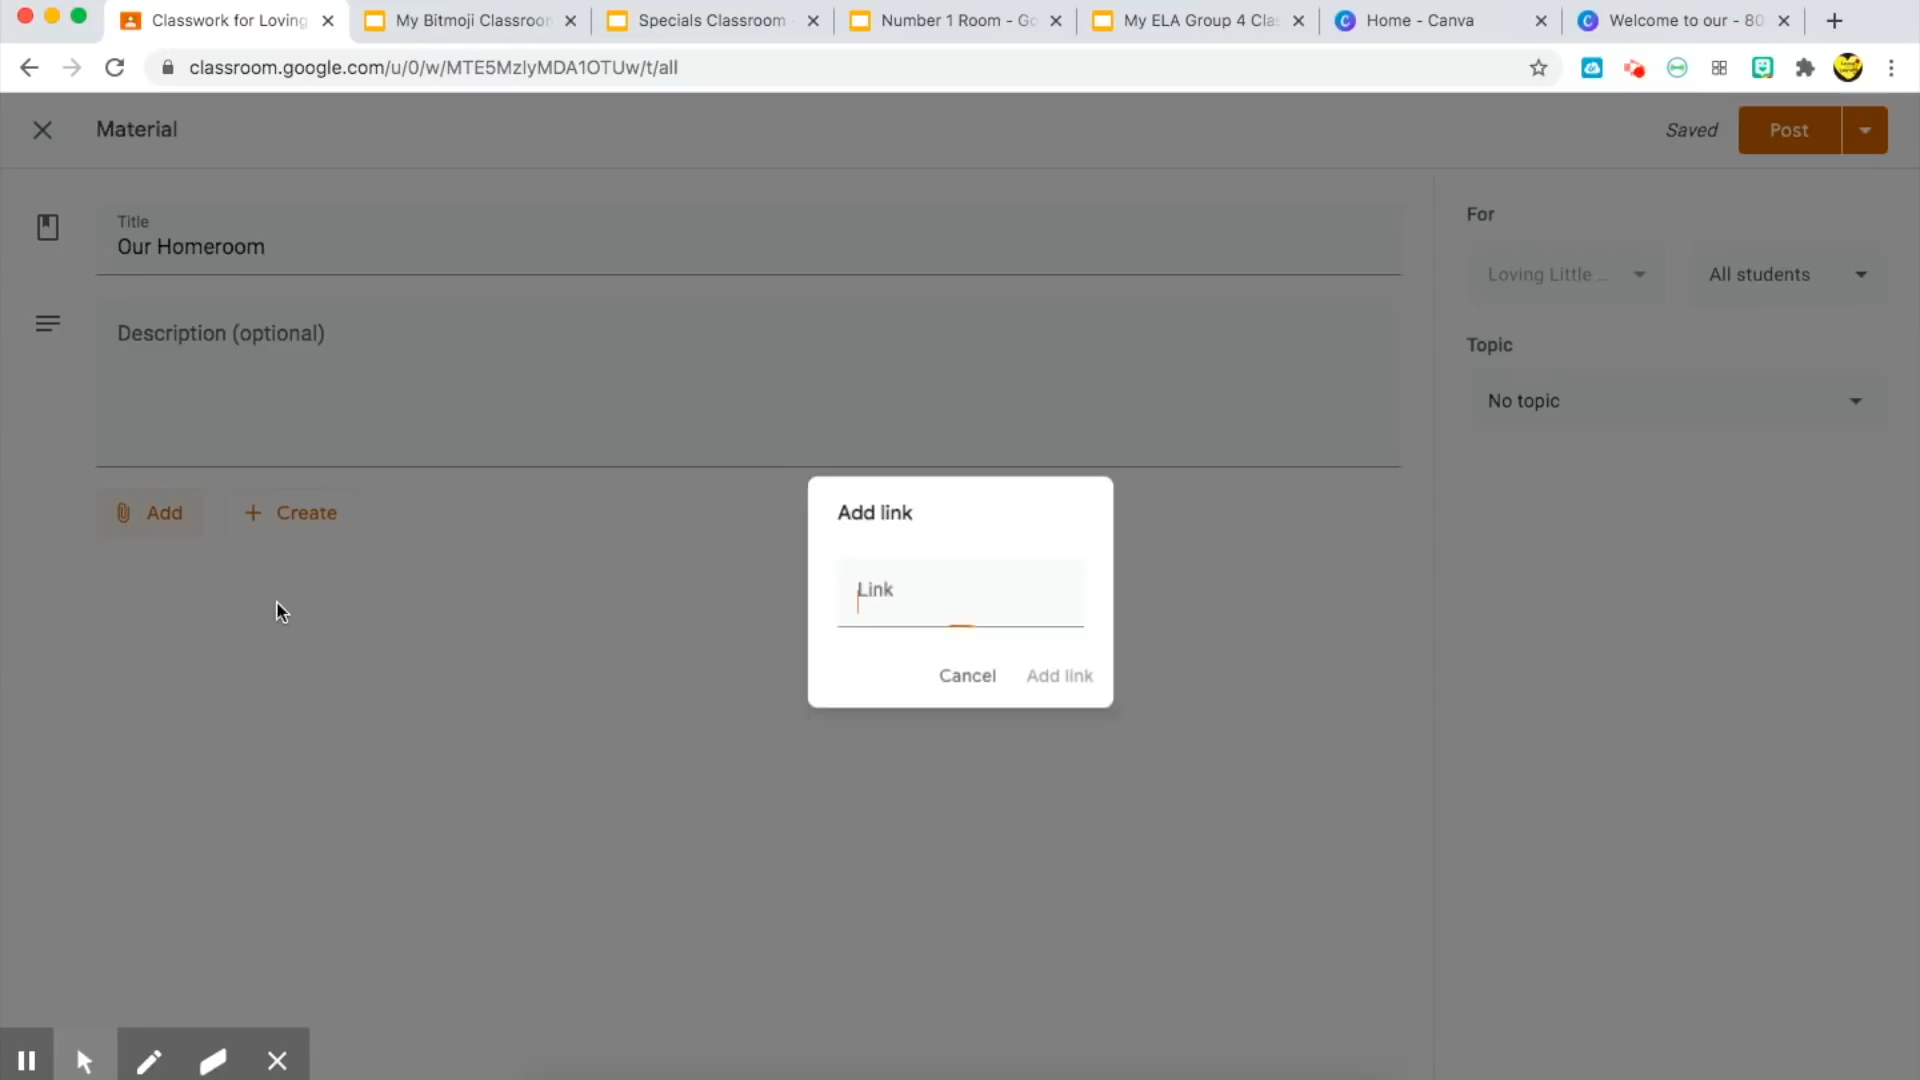 Classwork for Loving
My Bitmoji Classroom
Specials Classroom -
Number 1 Room - Go
My ELA Group 4 Clas
Home - Canva
Welcome to our - 80
classroom.google.com/u/0/w/MTE5MzIyMDA1OTUw/t/all
Material
Saved
Post
Title
Our Homeroom
Description (optional)
Add
Create
For
Loving Little ...
All students
Topic
No topic
Add link
Link
Cancel
Add link